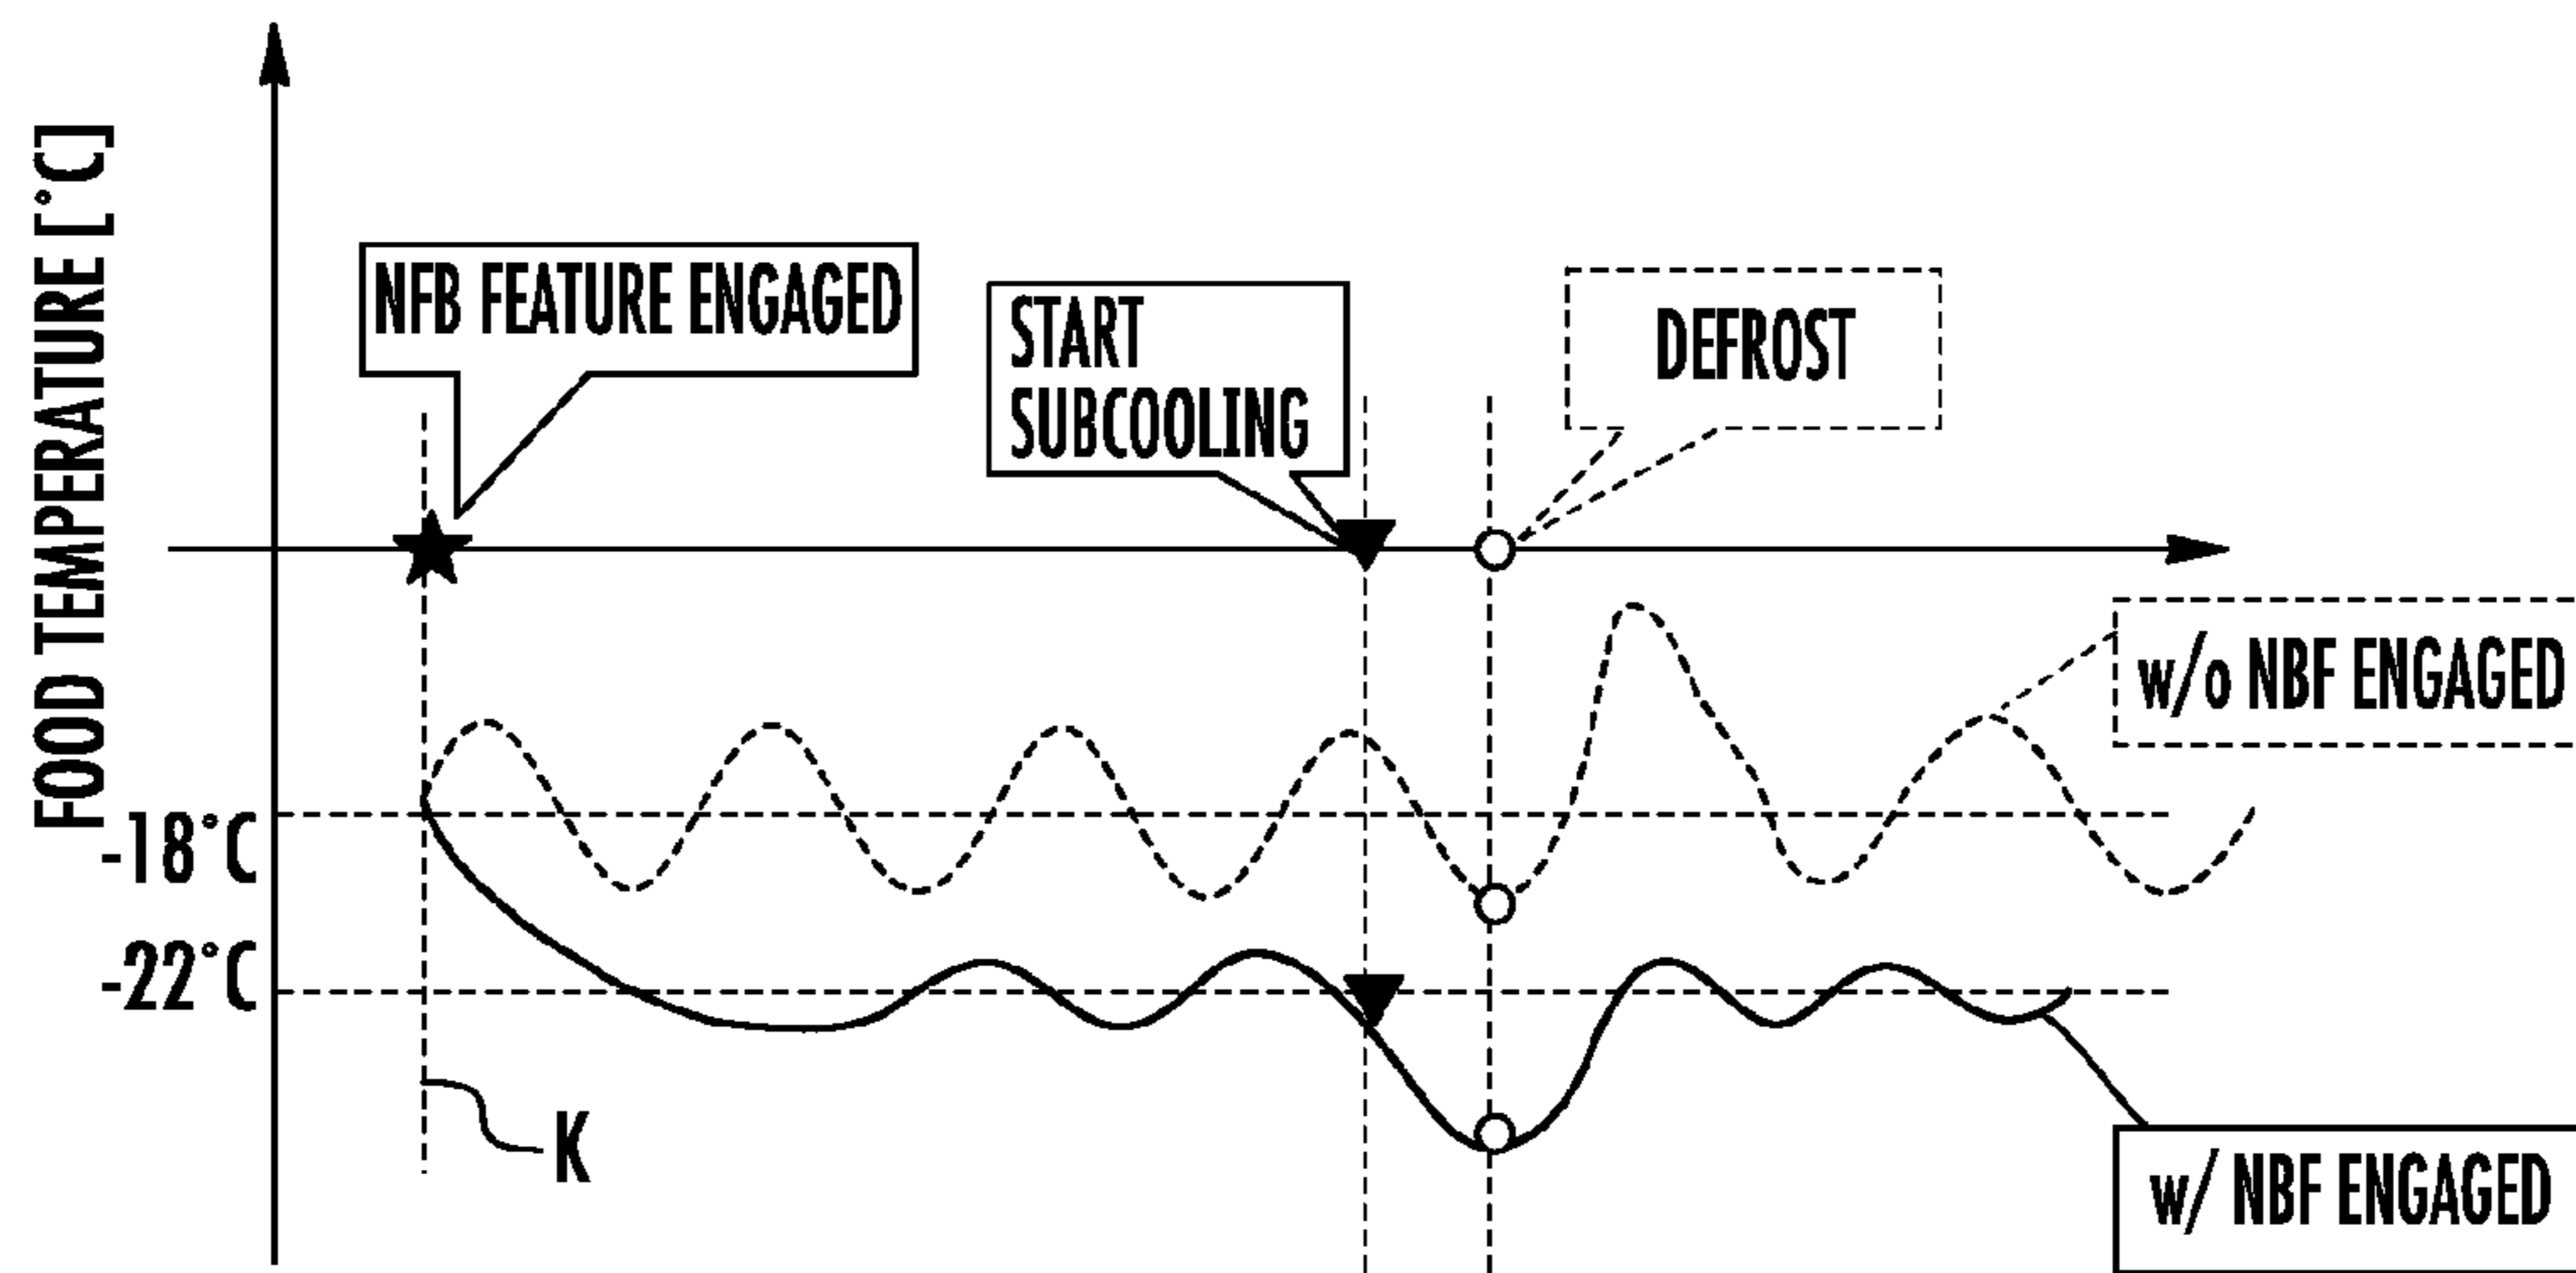 FOOD TEMPERATURE [°C]
NFB FEATURE ENGAGED
START
SUBCOOLING
DEFROST
w/o NBF ENGAGED
-18°C
-22°C
K
w/ NBF ENGAGED